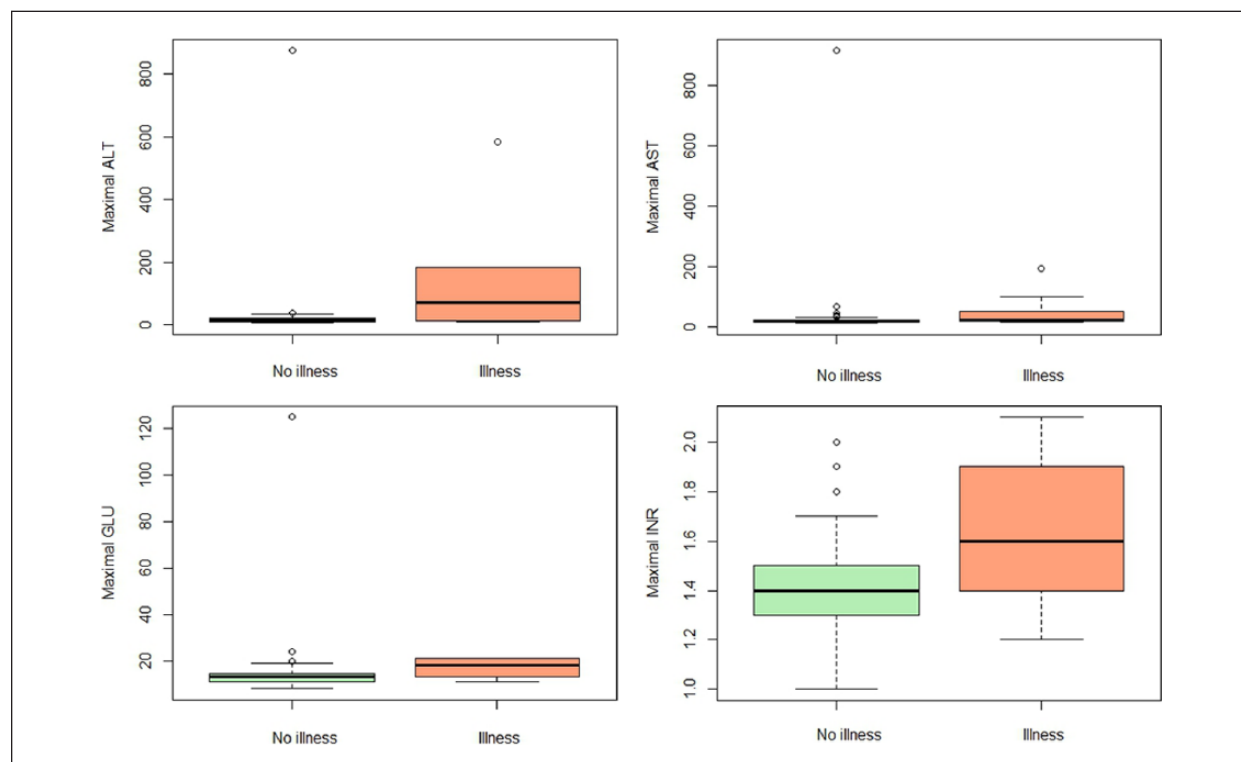 Maximal ALT
800
600
400
200
0
No illness
Illness
Maximal AST
800
600
400
200
0
No illness
Illness
Maximal GLU
120
100
80
60
40
20
No illness
Illness
Maximal INR
2.0
1.8
1.6
1.4
1.2
1.0
No illness
Illness